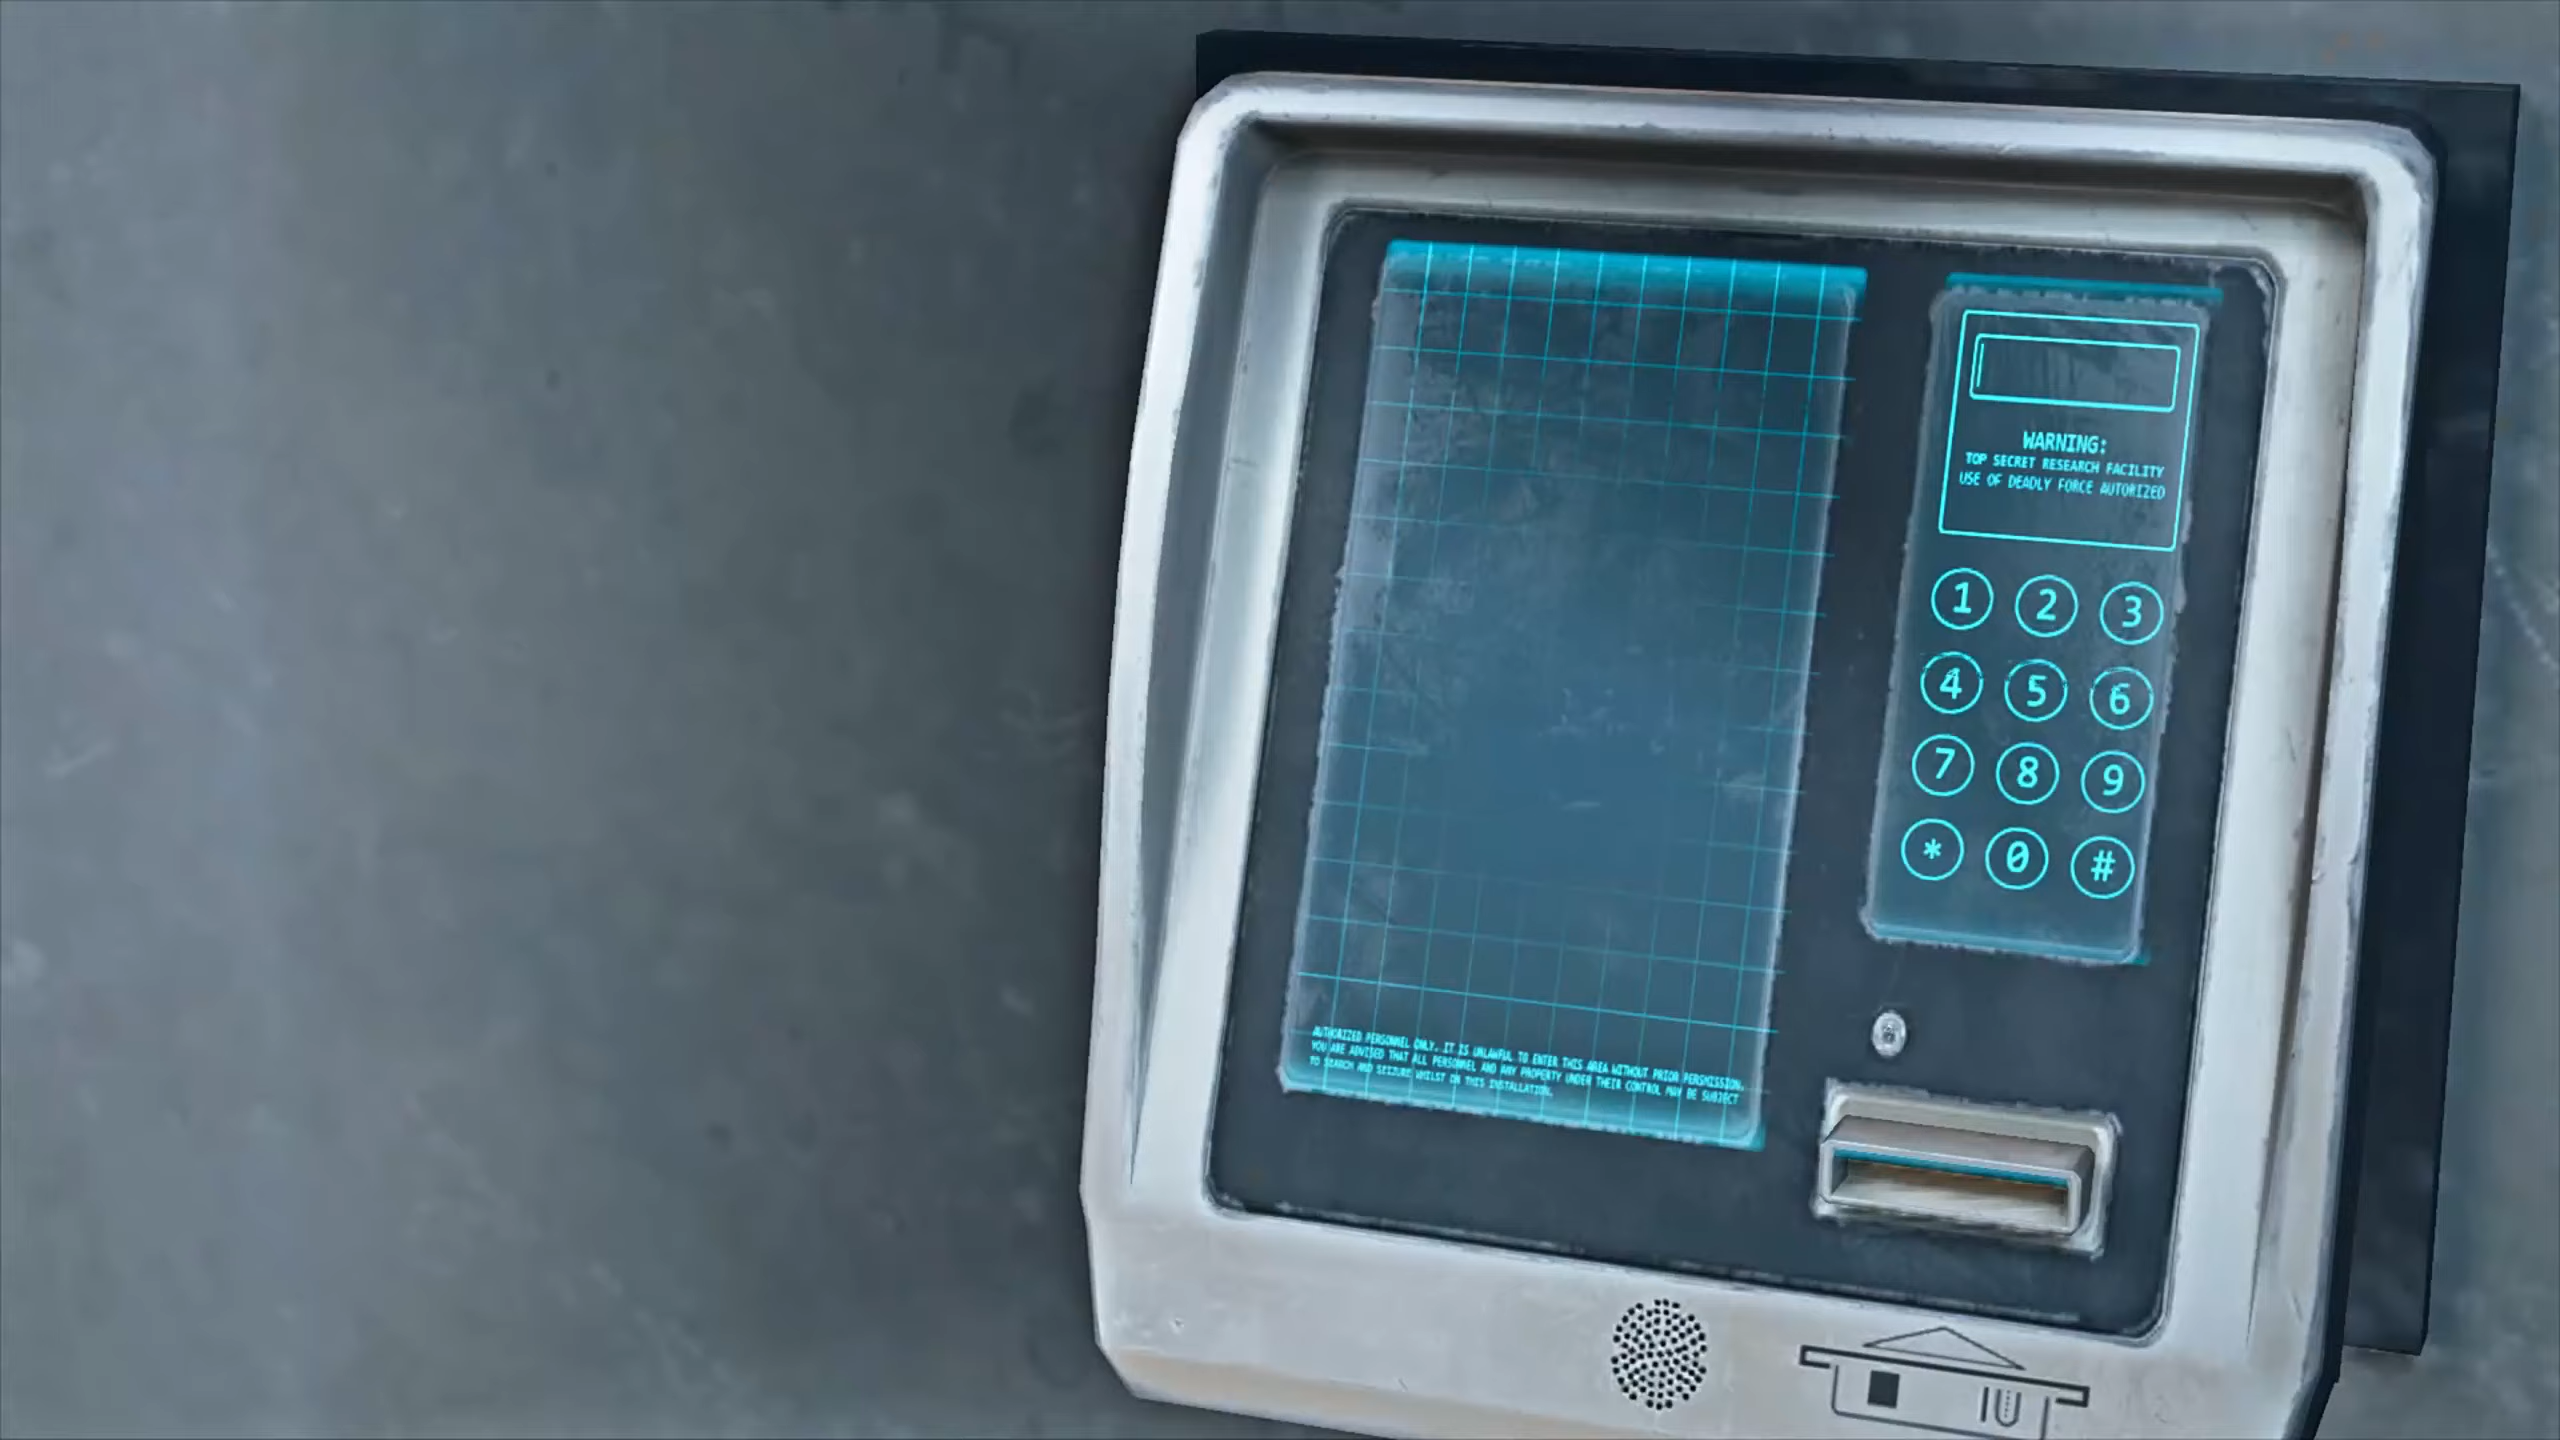 WARNING:
TOP SECRET RESEARCH FACILITY
USE OF DEADLY FORCE AUTORIZED
1 2 3
4 5 6
7 8 9
* 0 #
AUTHORIZED PERSONNEL ONLY. IT IS UNLAWFUL TO ENTER THIS AREA WITHOUT PRIOR PERSMISSION.
YOU ARE ADVISED THAT ALL PERSONNEL AND ANY PROPERTY UNDER THEIR CONTROL MAY BE SUBJECT
TO SEARCH AND SEIZURE WHILST ON THIS INSTALLATION.